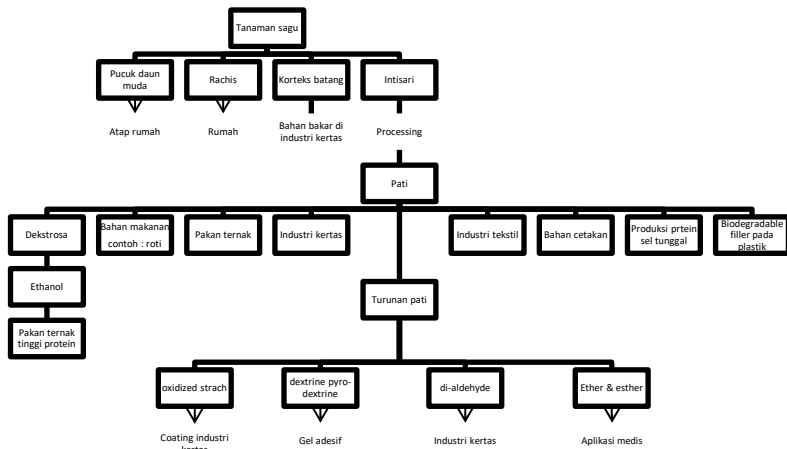 Tanaman sagu
Pucuk daun
muda
Rachis
Korteks batang
Intisari
Atap rumah
Rumah
Bahan bakar di
industri kertas
Processing
Pati
Dekstrosa
Bahan makanan
contoh : roti
Pakan ternak
Industri kertas
Industri tekstil
Bahan cetakan
Produksi prtein
sel tunggal
Biodegradable
filler pada
plastik
Ethanol
Turunan pati
Pakan ternak
tinggi protein
oxidized strach
dextrine pyro-
dextrine
di-aldehyde
Ether & esther
Coating industri
kertas
Gel adesif
Industri kertas
Aplikasi medis